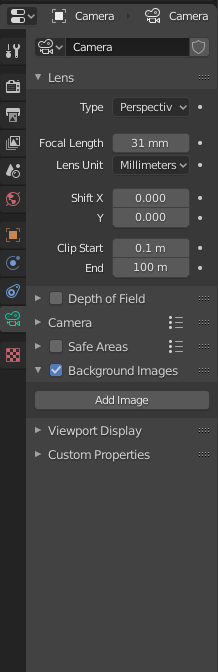 Camera Camera
Camera
Lens
Type Perspectiv
Focal Length 31 mm
Lens Unit Millimeters
Shift X 0.000
Y 0.000
Clip Start 0.1 m
End 100 m
Depth of Field
Camera
Safe Areas
Background Images
Add Image
Viewport Display
Custom Properties